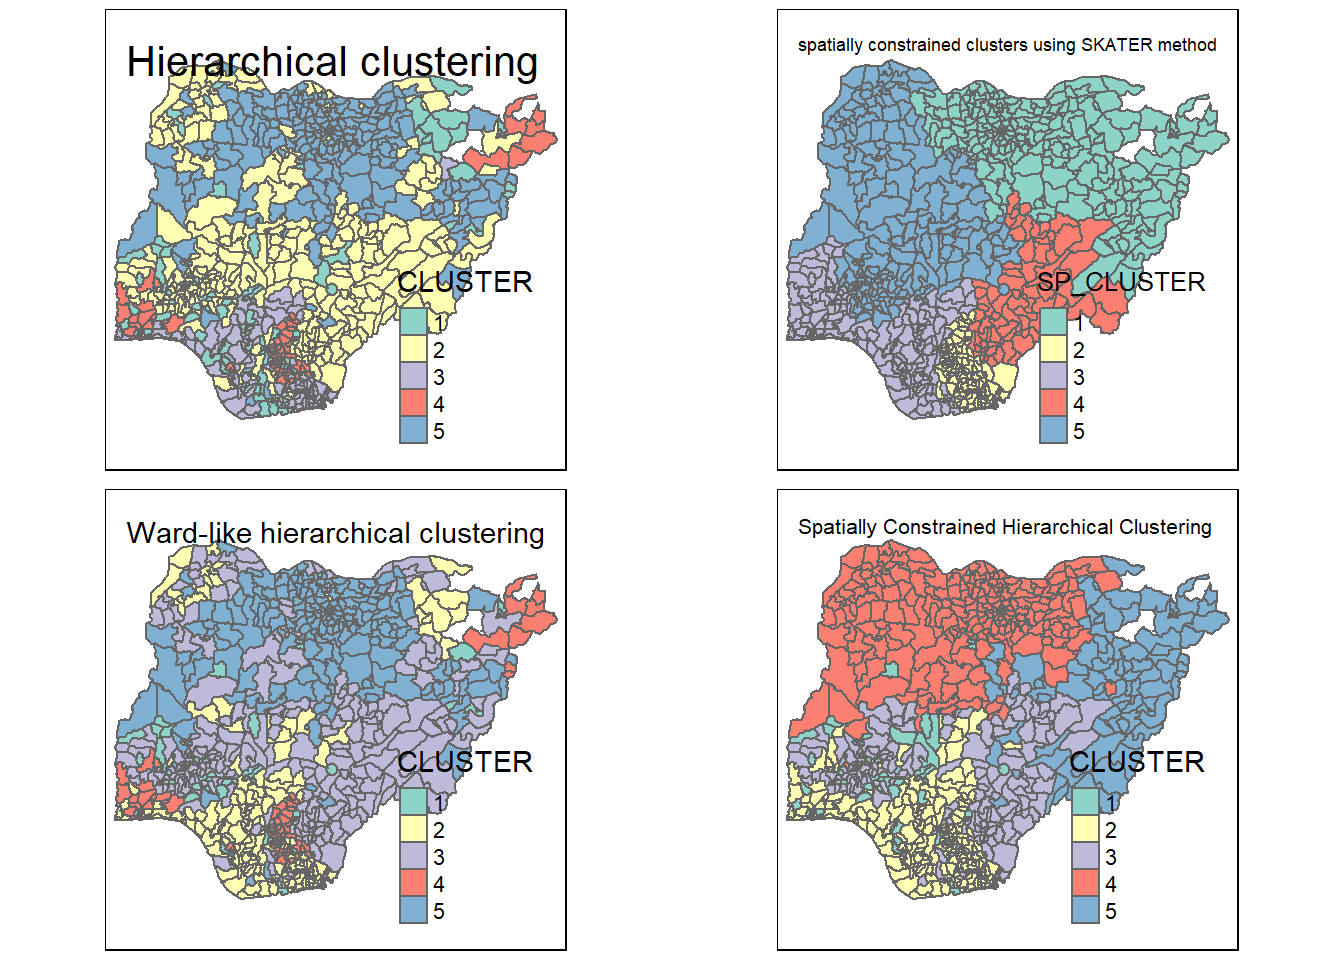 Hierarchical clustering
CLUSTER
1
2
3
4
5
spatially constrained clusters using SKATER method
SP_CLUSTER
1
2
3
4
5
Ward-like hierarchical clustering
CLUSTER
1
2
3
4
5
Spatially Constrained Hierarchical Clustering
CLUSTER
1
2
3
4
5